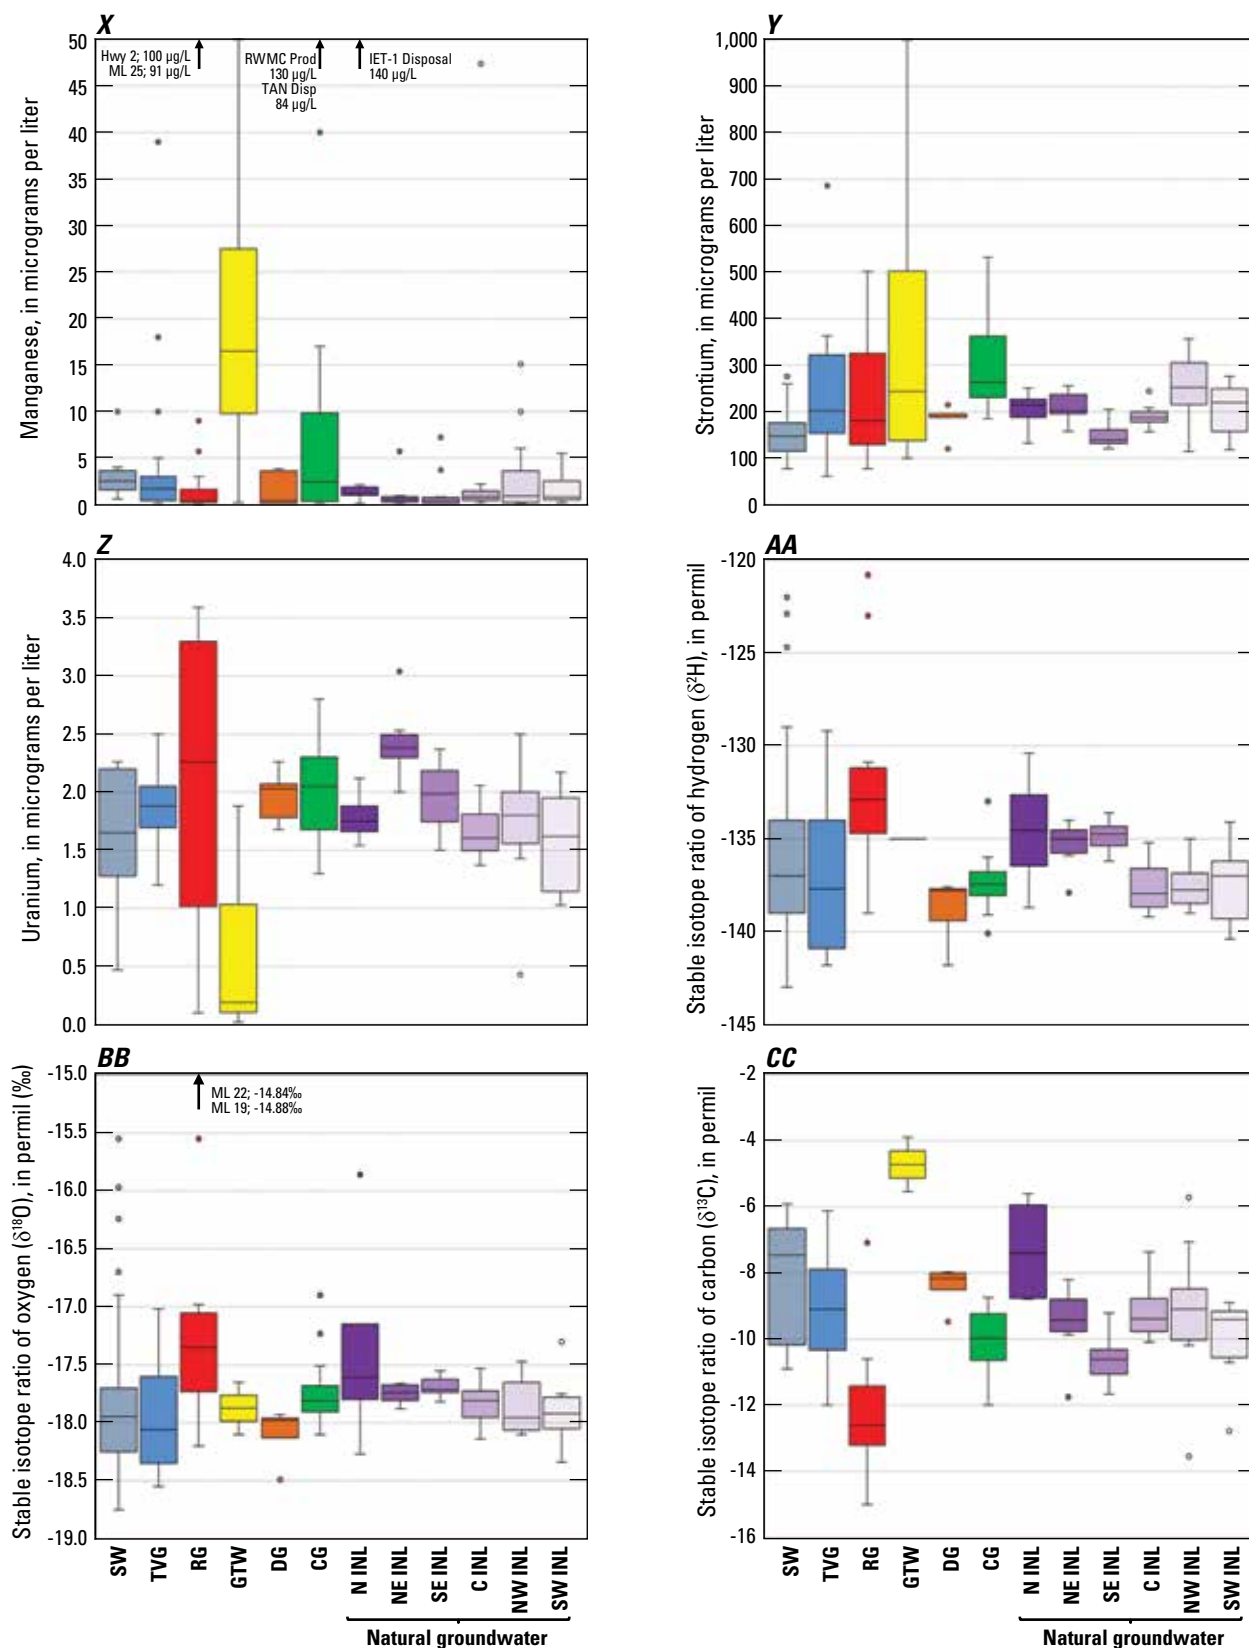 X
Manganese, in micrograms per liter
50
45
40
35
30
25
20
15
10
5
0
Hwy 2; 100 µg/L
ML 25; 91 µg/L
RWMC Prod
130 µg/L
TAN Disp
84 µg/L
IET-1 Disposal
140 µg/L
Y
Strontium, in micrograms per liter
1,000
900
800
700
600
500
400
300
200
100
0
Z
Uranium, in micrograms per liter
4.0
3.5
3.0
2.5
2.0
1.5
1.0
0.5
0.0
AA
Stable isotope ratio of hydrogen (δ²H), in permil
-120
-125
-130
-135
-140
-145
BB
Stable isotope ratio of oxygen (δ¹⁸O), in permil (‰)
-15.0
-15.5
-16.0
-16.5
-17.0
-17.5
-18.0
-18.5
-19.0
ML 22; -14.84‰
ML 19; -14.88‰
SW
TVG
RG
GTW
DG
CG
N INL
NE INL
SE INL
C INL
NW INL
SW INL
Natural groundwater
CC
Stable isotope ratio of carbon (δ¹³C), in permil
-2
-4
-6
-8
-10
-12
-14
-16
SW
TVG
RG
GTW
DG
CG
N INL
NE INL
SE INL
C INL
NW INL
SW INL
Natural groundwater